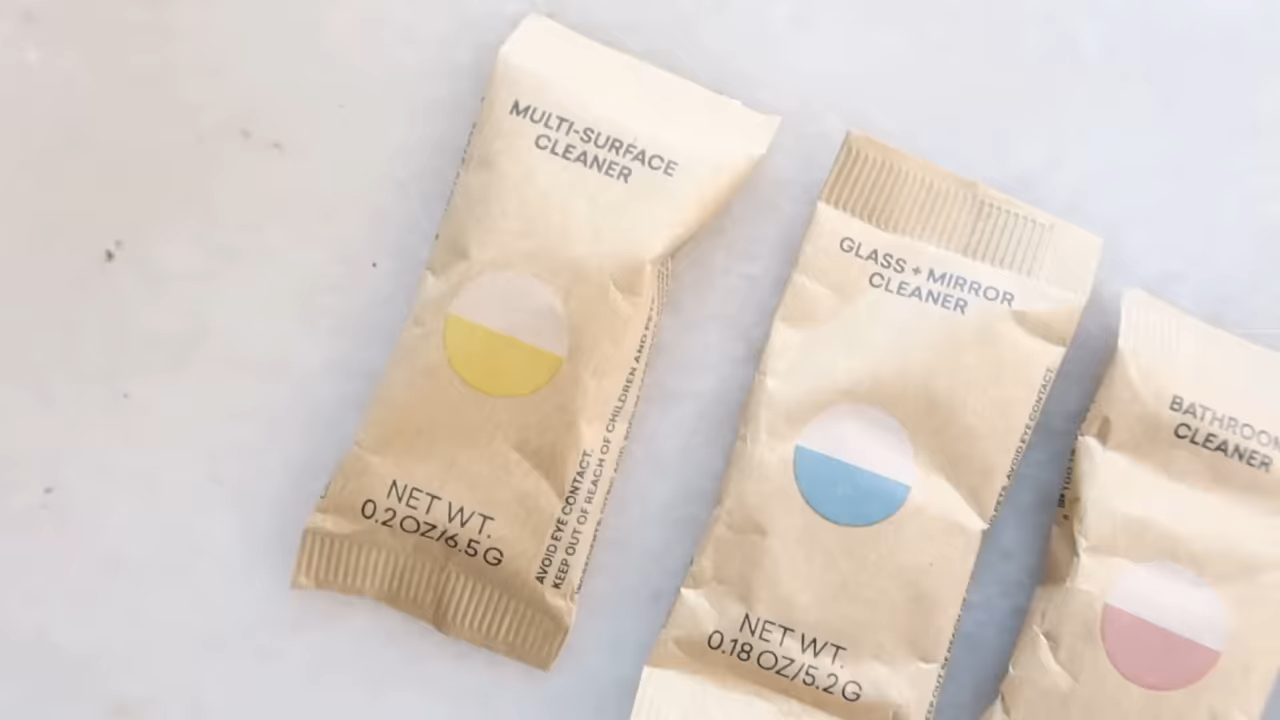 MULTI-SURFACE
CLEANER
NET WT.
0.2 OZ/6.5 G
AVOID EYE CONTACT.
KEEP OUT OF REACH OF CHILDREN AND
GLASS + MIRROR
CLEANER
NET WT.
0.18 OZ/5.2 G
PETS. AVOID EYE CONTACT.
BATHROOM
CLEANER